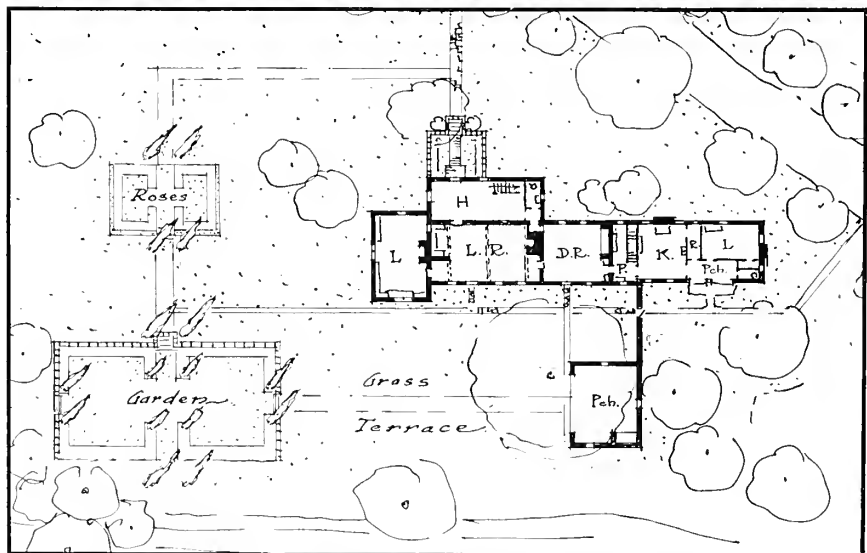 Roses
H
L
L. R.
D.R.
P.
K.
R.
L
Pch.
Garden
Grass
Terrace
Pch.